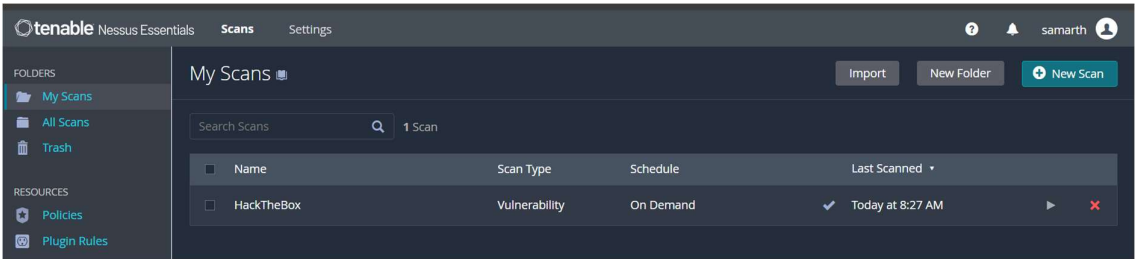 tenable Nessus Essentials Scans Settings samarth
FOLDERS
My Scans
All Scans
Trash
RESOURCES
Policies
Plugin Rules
My Scans Import New Folder New Scan
Search Scans 1 Scan
Name Scan Type Schedule Last Scanned
HackTheBox Vulnerability On Demand Today at 8:27 AM